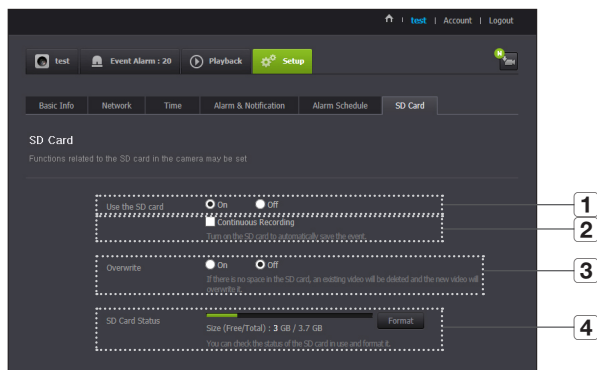 test | Account | Logout
test Event Alarm : 20 Playback Setup
N
Basic Info Network Time Alarm & Notification Alarm Schedule SD Card
SD Card
Functions related to the SD card in the camera may be set
Use the SD card On Off
1
Continuous Recording
2
Turn on the SD card to automatically save the event.
Overwrite On Off
3
If there is no space in the SD card, an existing video will be deleted and the new video will
overwrite it.
SD Card Status Format
4
Size (Free/Total) : 3 GB / 3.7 GB
You can check the status of the SD card in use and format it.